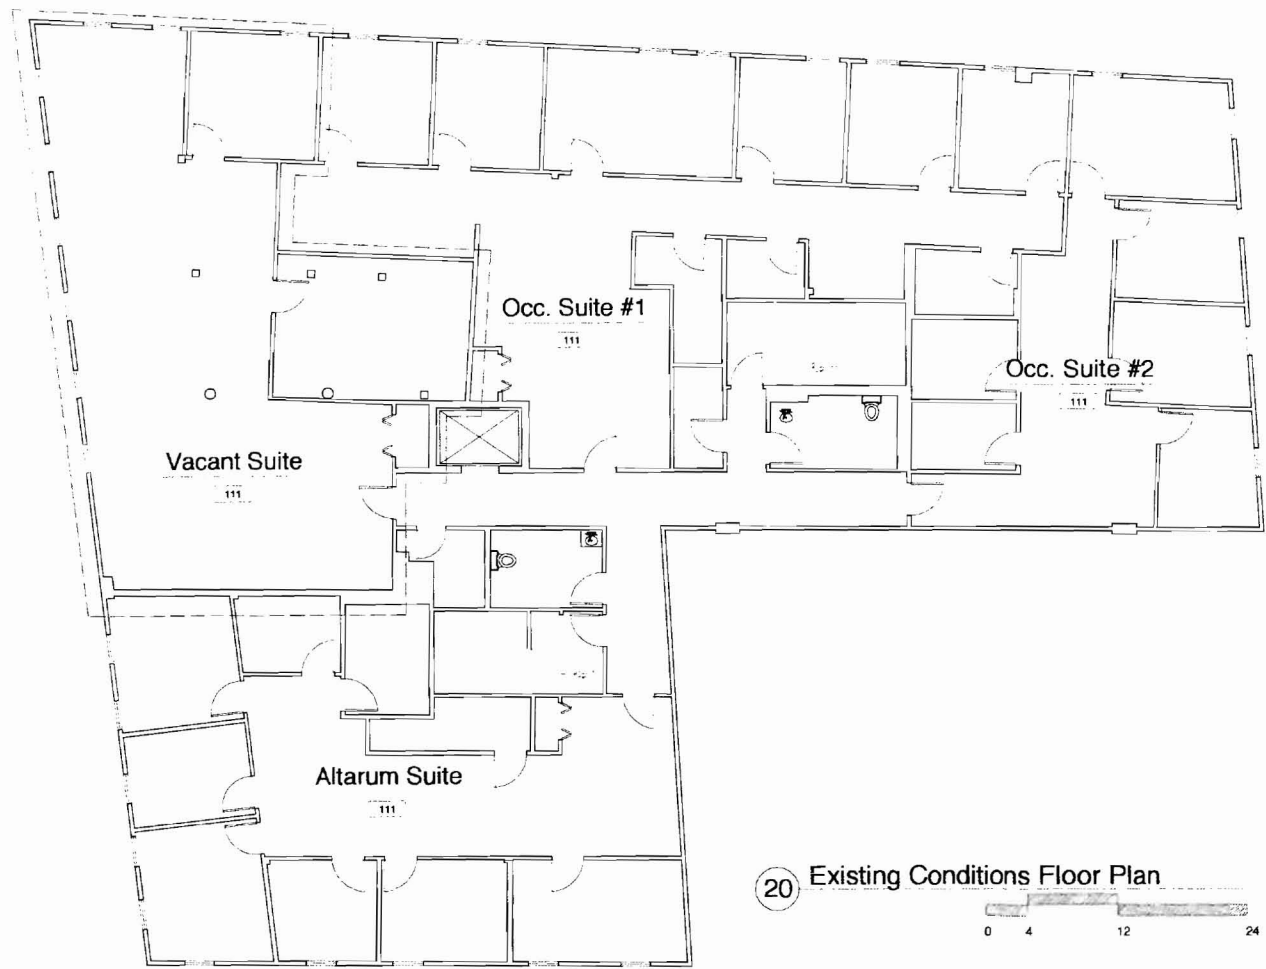 Occ. Suite #1
111
Occ. Suite #2
111
Vacant Suite
111
Altarum Suite
111
20 Existing Conditions Floor Plan
0 4 12 24